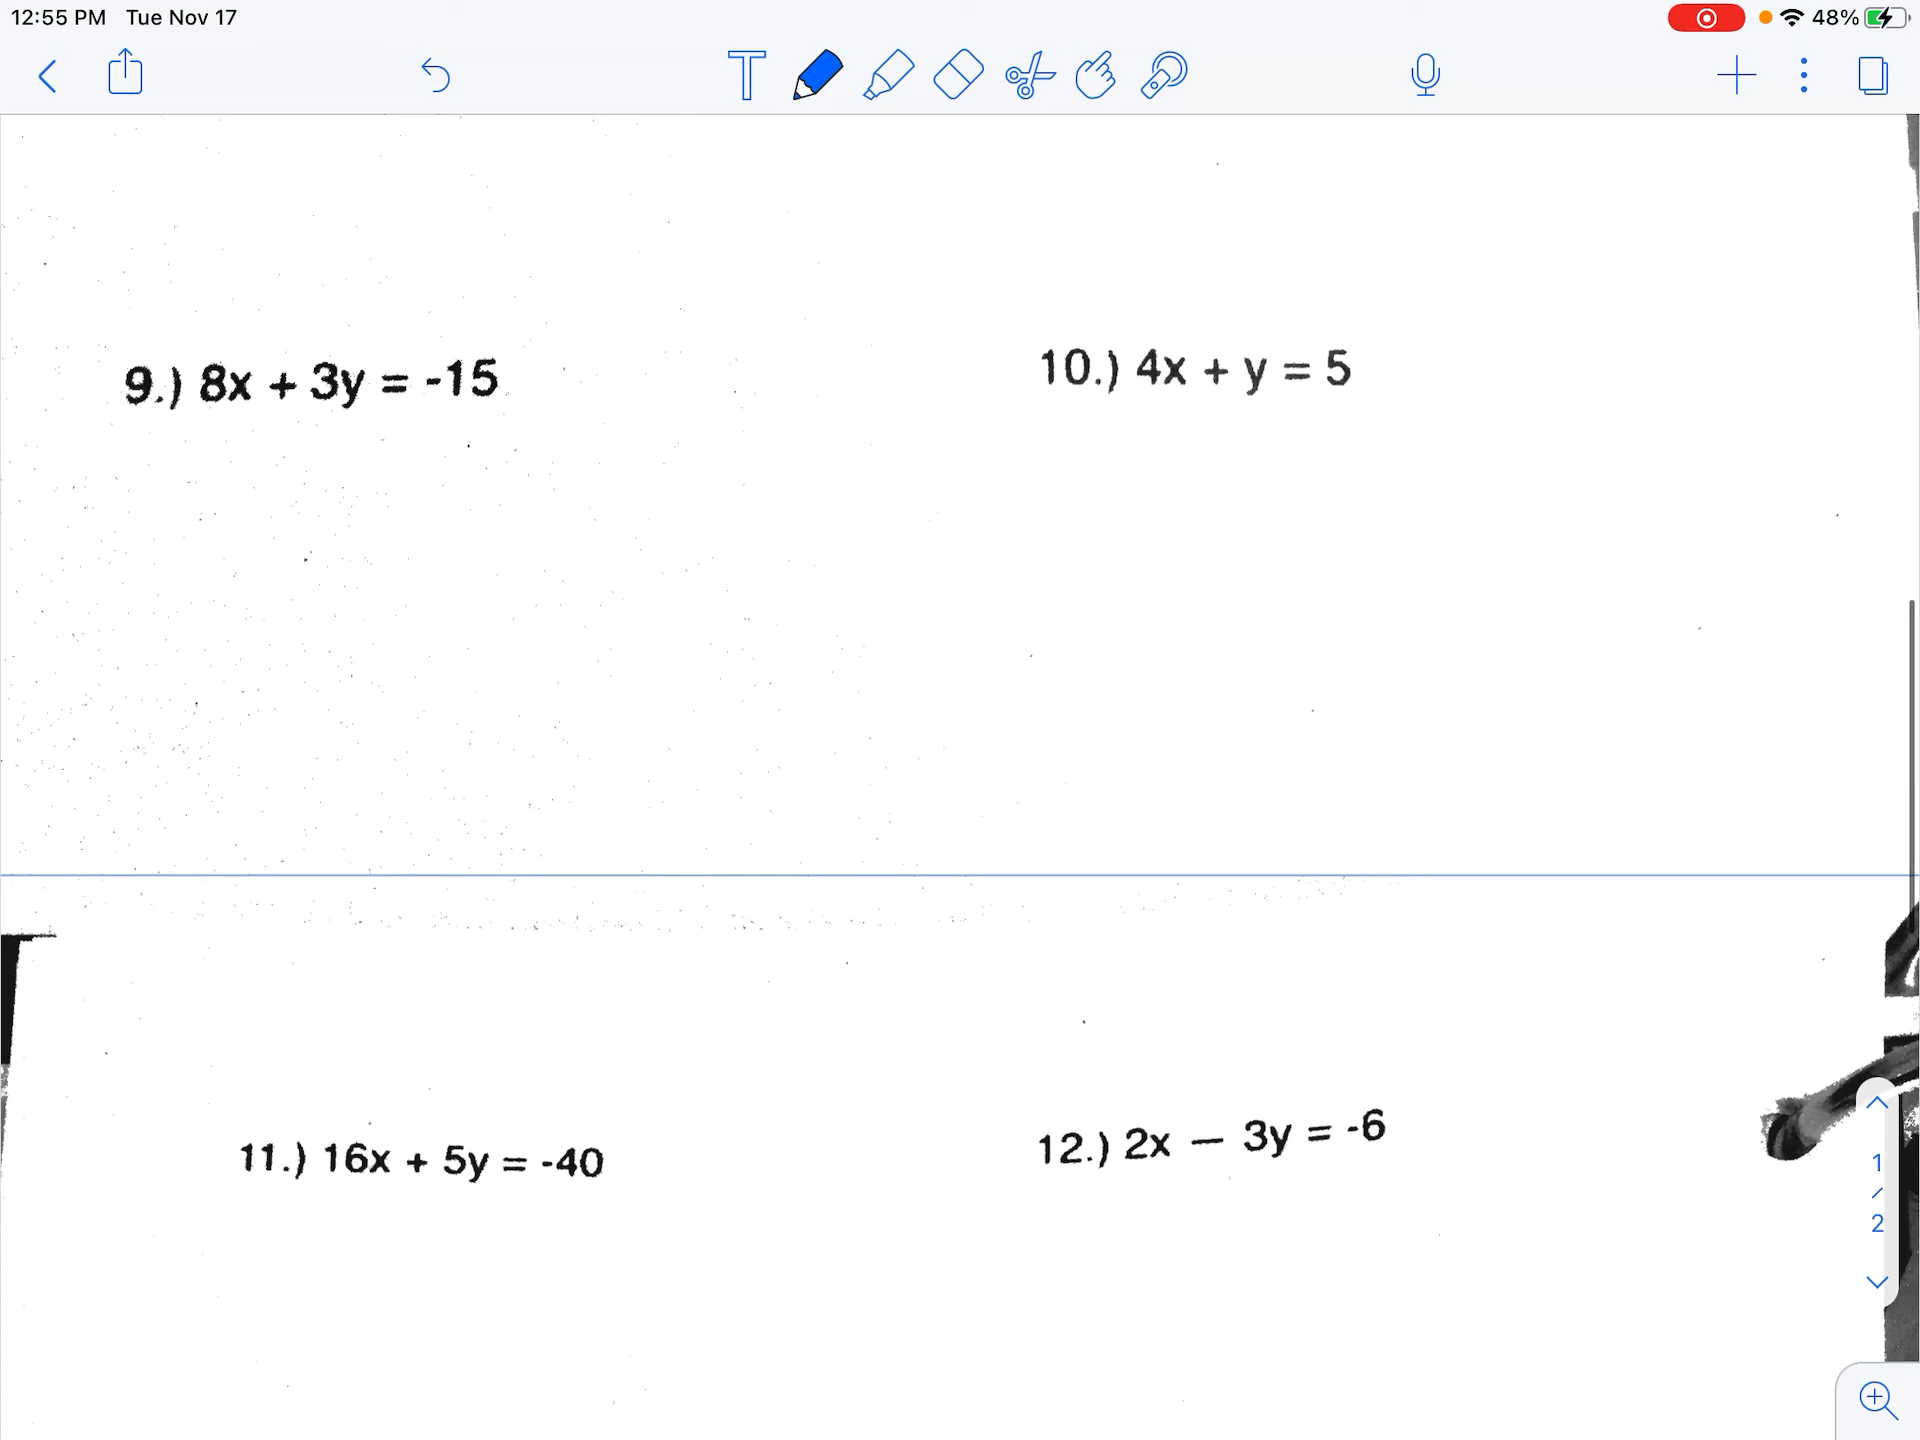 12:55 PM Tue Nov 17
48%
T
9.) 8x + 3y = -15
10.) 4x + y = 5
11.) 16x + 5y = -40
12.) 2x — 3y = -6
1
/
2